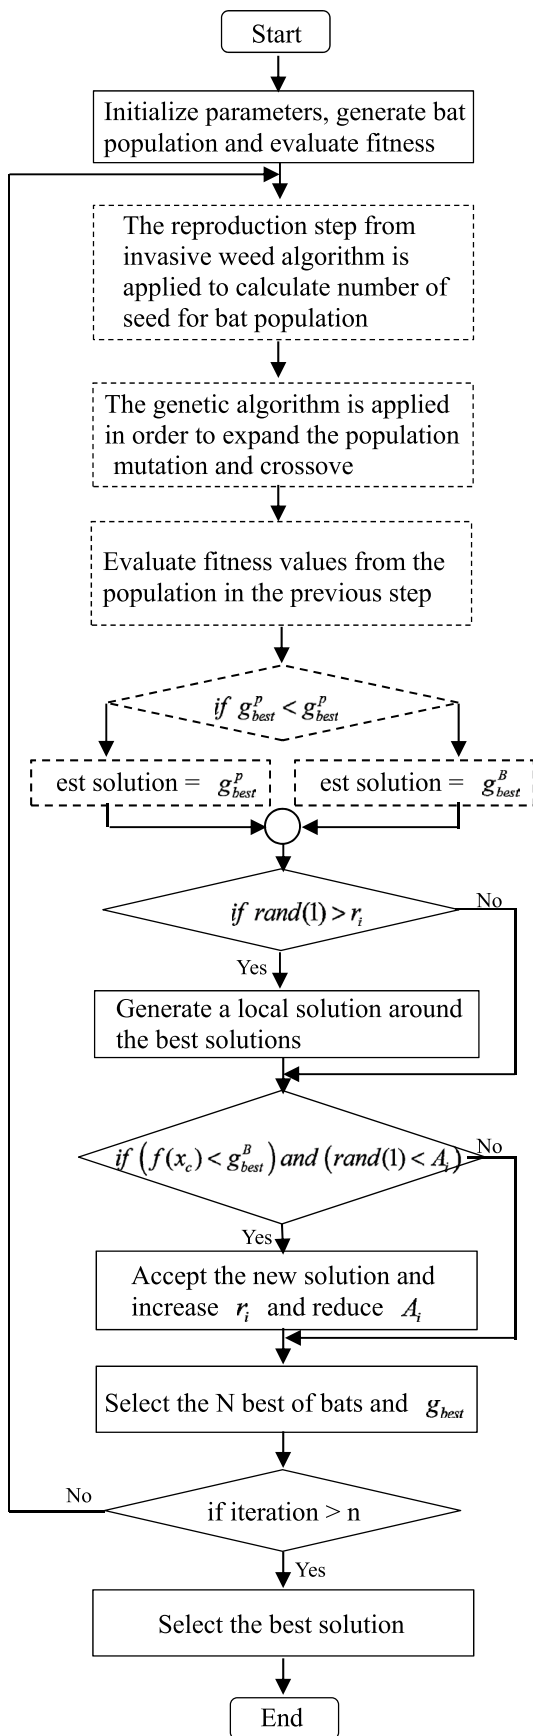 Start
Initialize parameters, generate bat
population and evaluate fitness
The reproduction step from
invasive weed algorithm is
applied to calculate number of
seed for bat population
The genetic algorithm is applied
in order to expand the population
mutation and crossove
Evaluate fitness values from the
population in the previous step
if g_best^p < g_best^p
est solution = g_best^p
est solution = g_best^B
if rand(1) > r_i
No
Yes
Generate a local solution around
the best solutions
if (f(x_c) < g_best^B) and (rand(1) < A_i)
No
Yes
Accept the new solution and
increase r_i and reduce A_i
Select the N best of bats and g_best
No
if iteration > n
Yes
Select the best solution
End